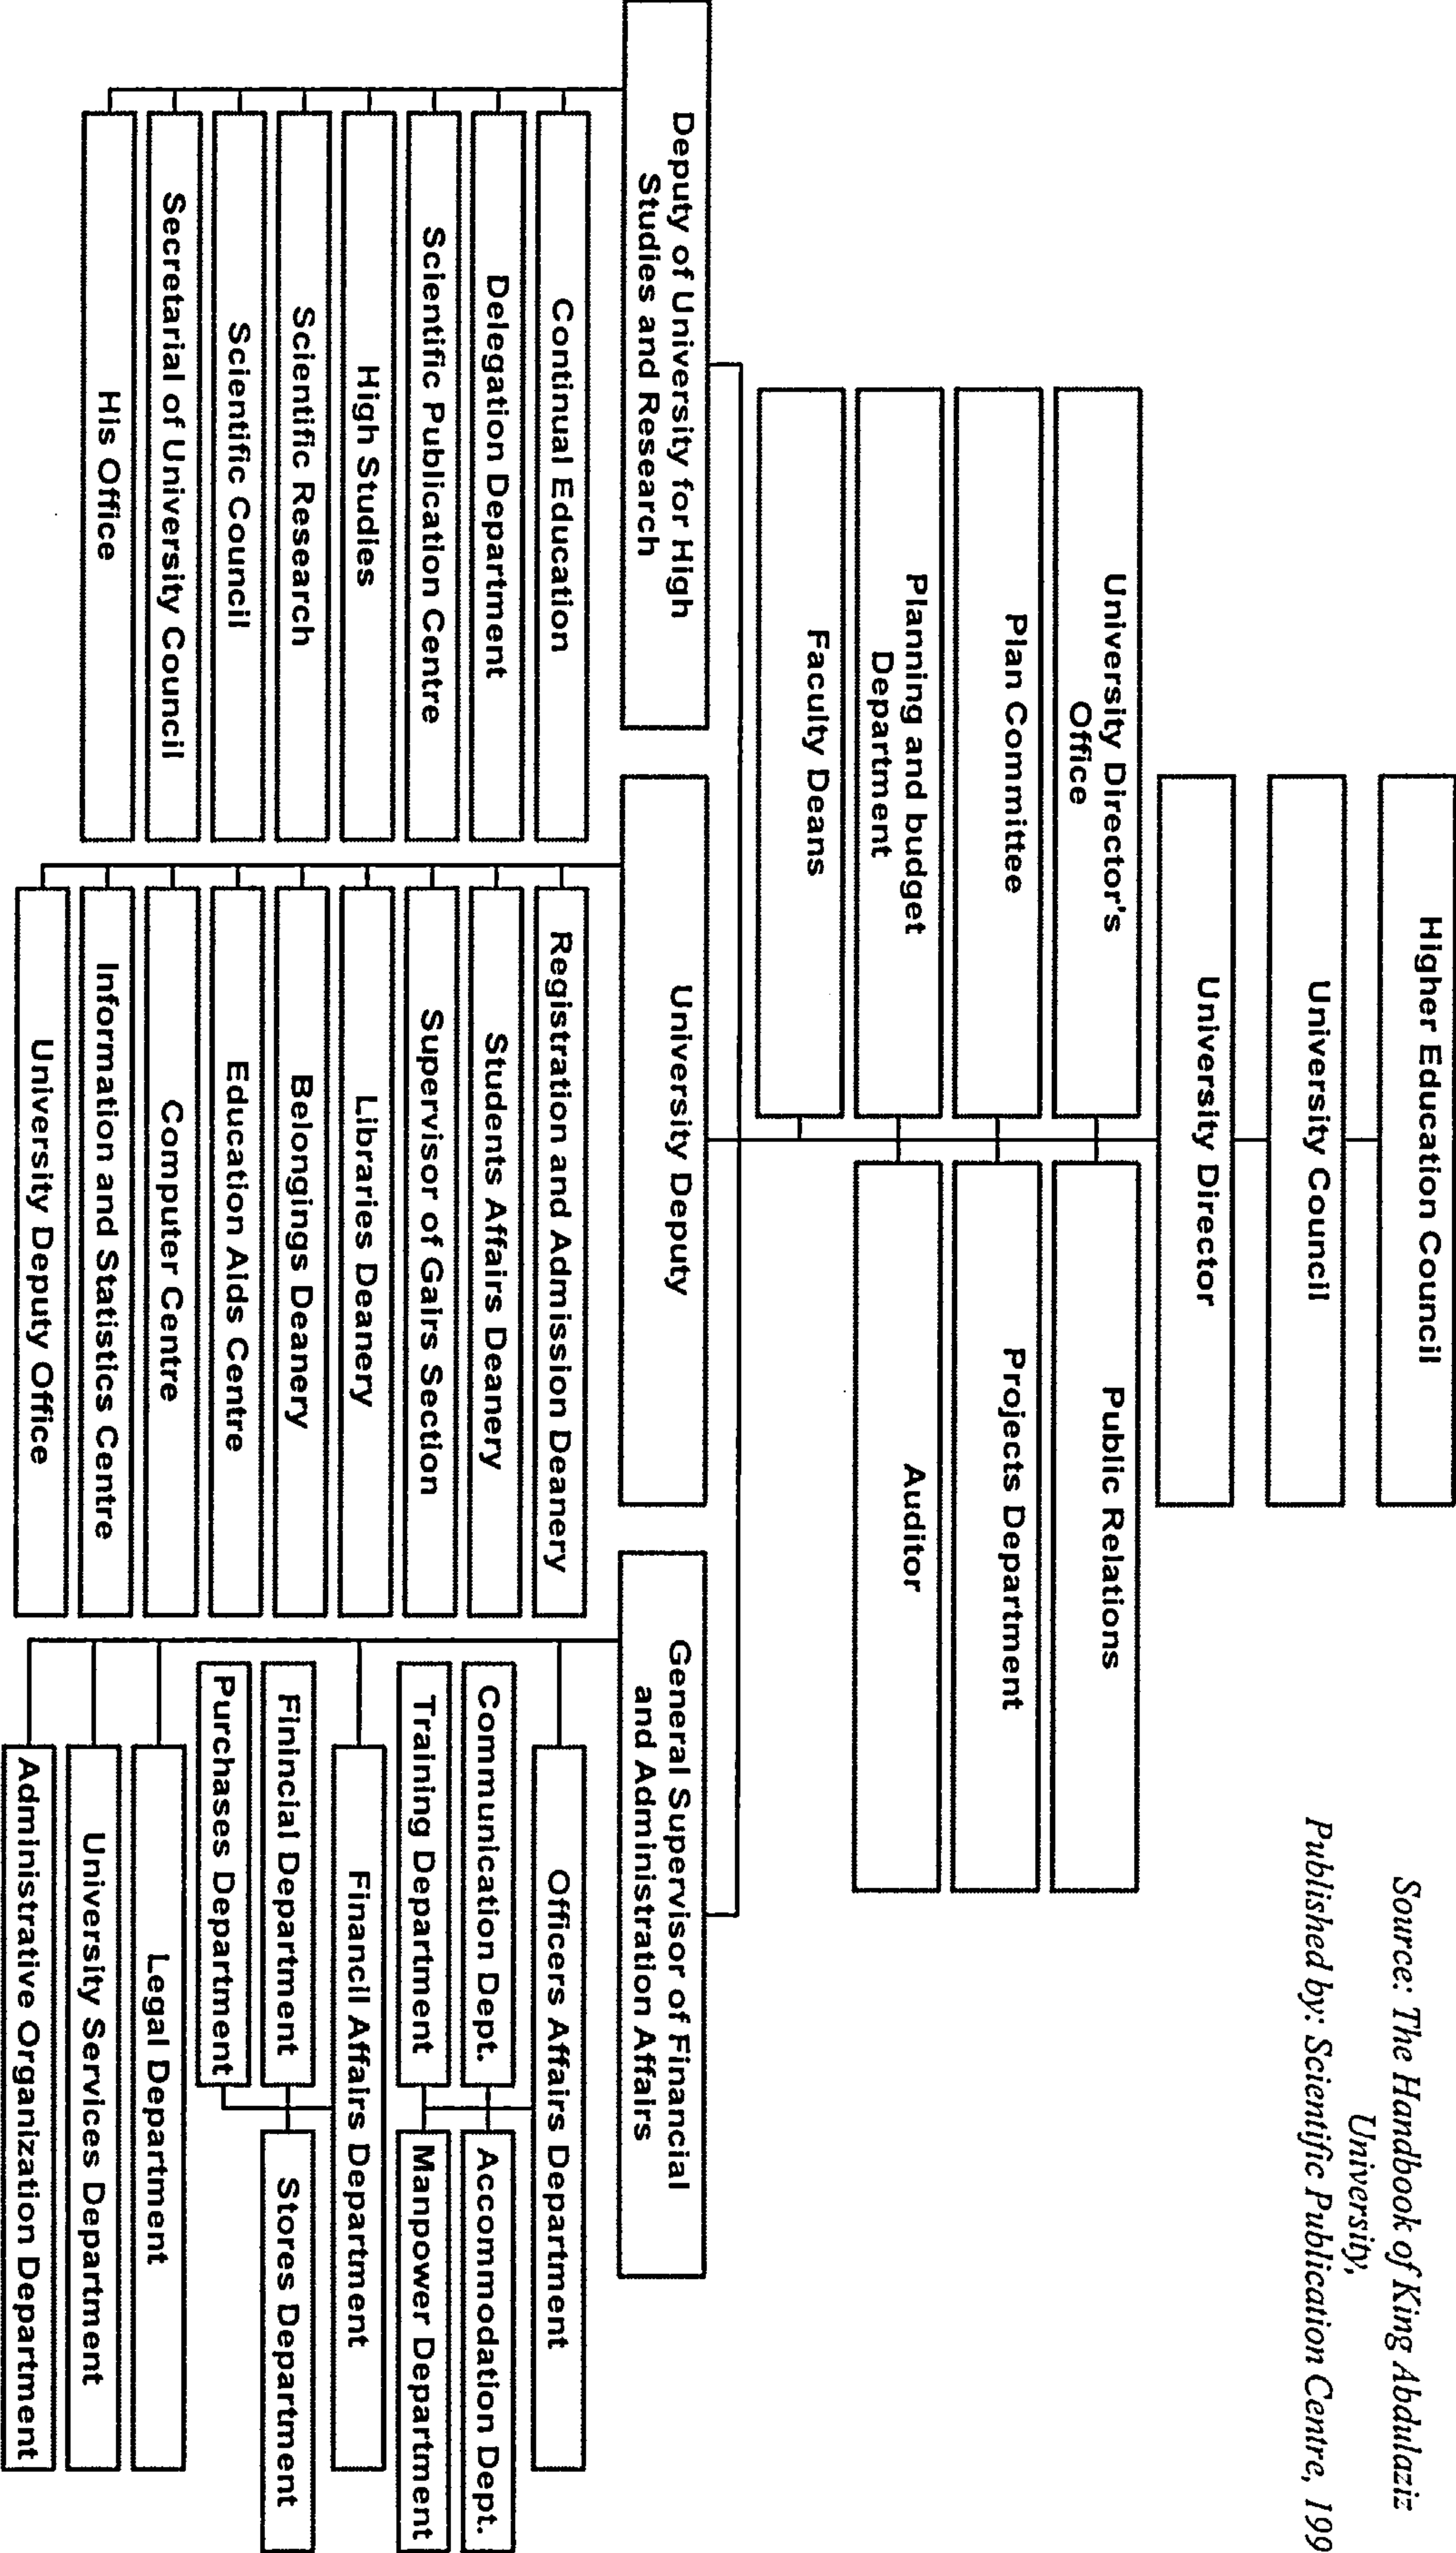 Higher Education Council
University Council
University Director
University Director's
Office
Public Relations
Plan Committee
Projects Department
Planning and budget
Department
Auditor
Faculty Deans
Deputy of University for High
Studies and Research
University Deputy
General Supervisor of Financial
and Administration Affairs
Continual Education
Delegation Department
Scientific Publication Centre
High Studies
Scientific Research
Scientific Council
Secretarial of University Council
His Office
Registration and Admission Deanery
Students Affairs Deanery
Supervisor of Gairs Section
Libraries Deanery
Belongings Deanery
Education Aids Centre
Computer Centre
Information and Statistics Centre
University Deputy Office
Officers Affairs Department
Communication Dept.
Accommodation Dept.
Training Department
Manpower Department
Financil Affairs Department
Finincial Department
Stores Department
Purchases Department
Legal Department
University Services Department
Administrative Organization Department
Source: The Handbook of King Abdulaziz
University,
Published by: Scientific Publication Centre, 199